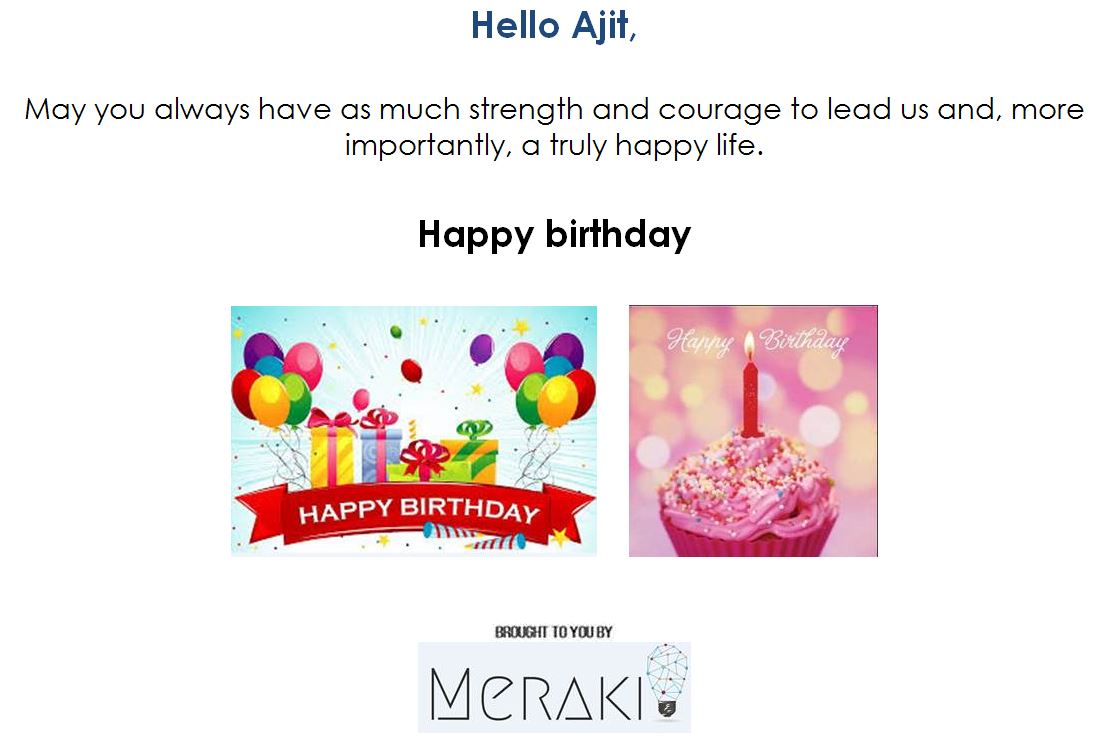 Hello Ajit,
May you always have as much strength and courage to lead us and, more
importantly, a truly happy life.
Happy birthday
HAPPY BIRTHDAY
Happy Birthday
BROUGHT TO YOU BY
MeRAKI